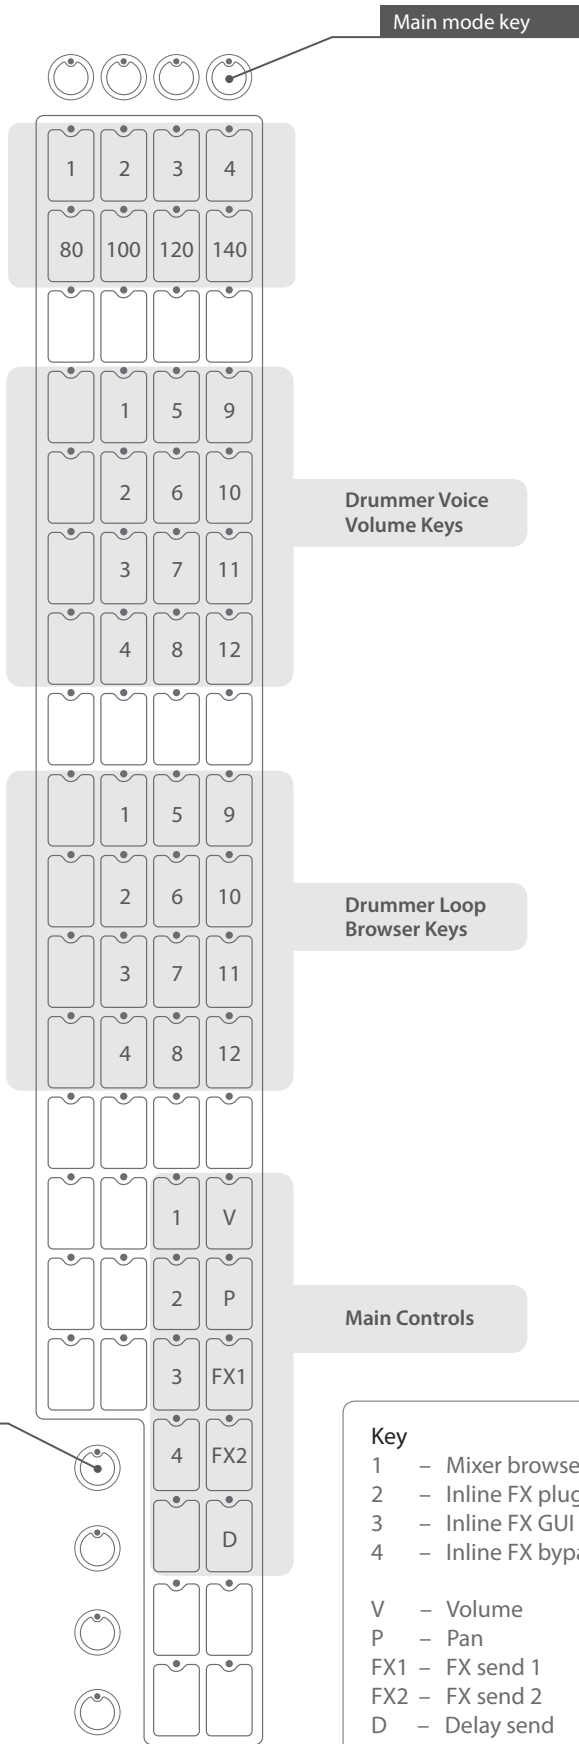 Main mode key
1 2 3 4
80 100 120 140
1 5 9
2 6 10
Drummer Voice
Volume Keys
3 7 11
4 8 12
1 5 9
2 6 10
Drummer Loop
Browser Keys
3 7 11
4 8 12
1 V
2 P
Main Controls
3 FX1
4 FX2
D
Key
1 – Mixer browse
2 – Inline FX
3 – Inline FX GUI
4 – Inline FX
V – Volume
P – Pan
FX1 – FX send 1
FX2 – FX send 2
D – Delay send